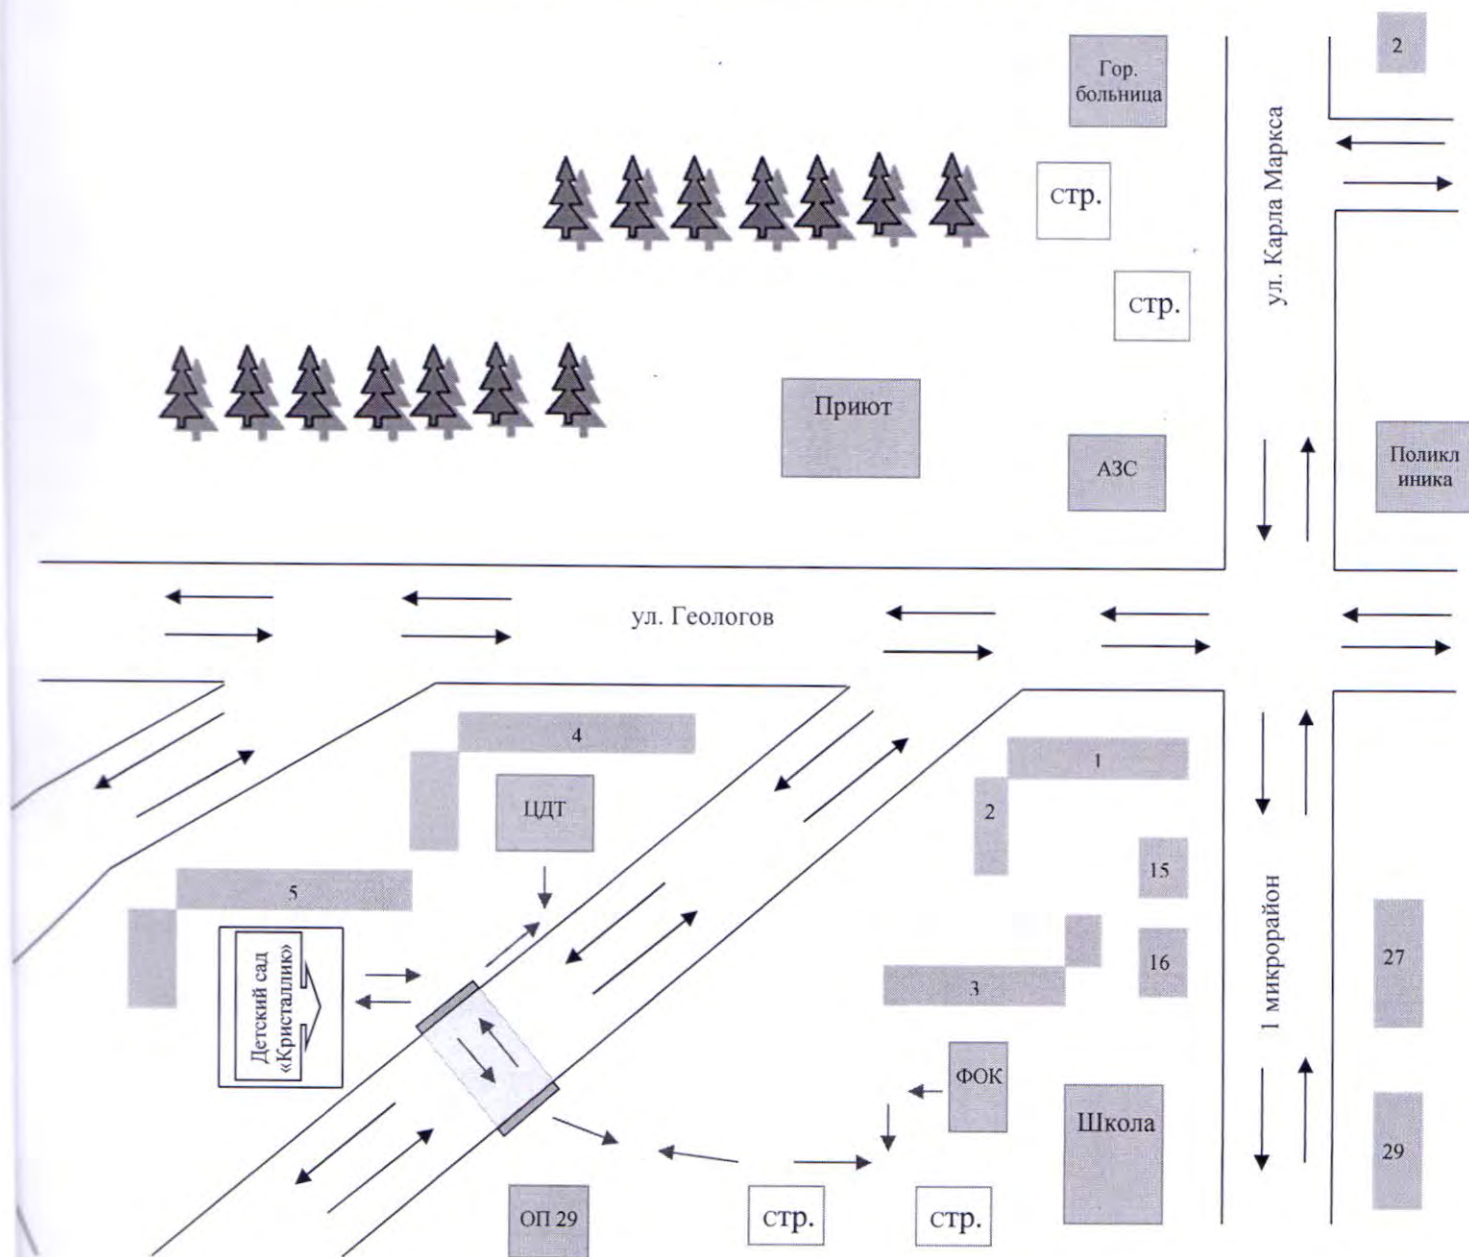 2
Гор.
больница
ул. Карла Маркса
стр.
стр.
Приют
АЗС
Поликл
иника
ул. Геологов
4
1
ЦДТ
2
15
5
16
27
3
1 микрорайон
Детский сад
«Кристаллик»
ФОК
Школа
29
ОП 29
стр.
стр.